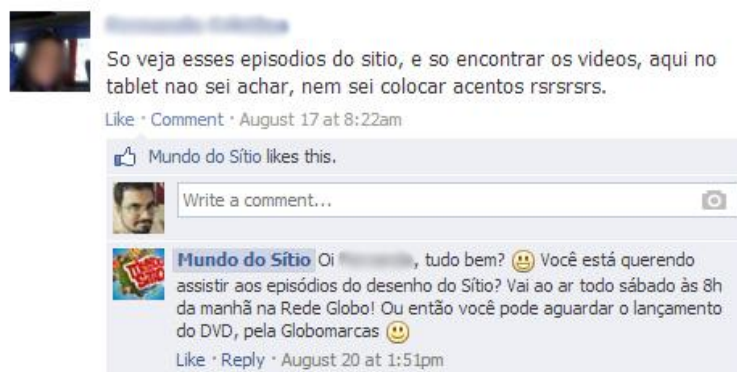 So veja esses episodios do sitio, e so encontrar os videos, aqui no
tablet nao sei achar, nem sei colocar acentos rsrsrsrs.
Like · Comment · August 17 at 8:22am
Mundo do Sítio likes this.
Write a comment...
Mundo do Sítio Oi , tudo bem? Você está querendo
assistir aos episódios do desenho do Sítio? Vai ao ar todo sábado às 8h
da manhã na Rede Globo! Ou então você pode aguardar o lançamento
do DVD, pela Globomarcas
Like · Reply · August 20 at 1:51pm